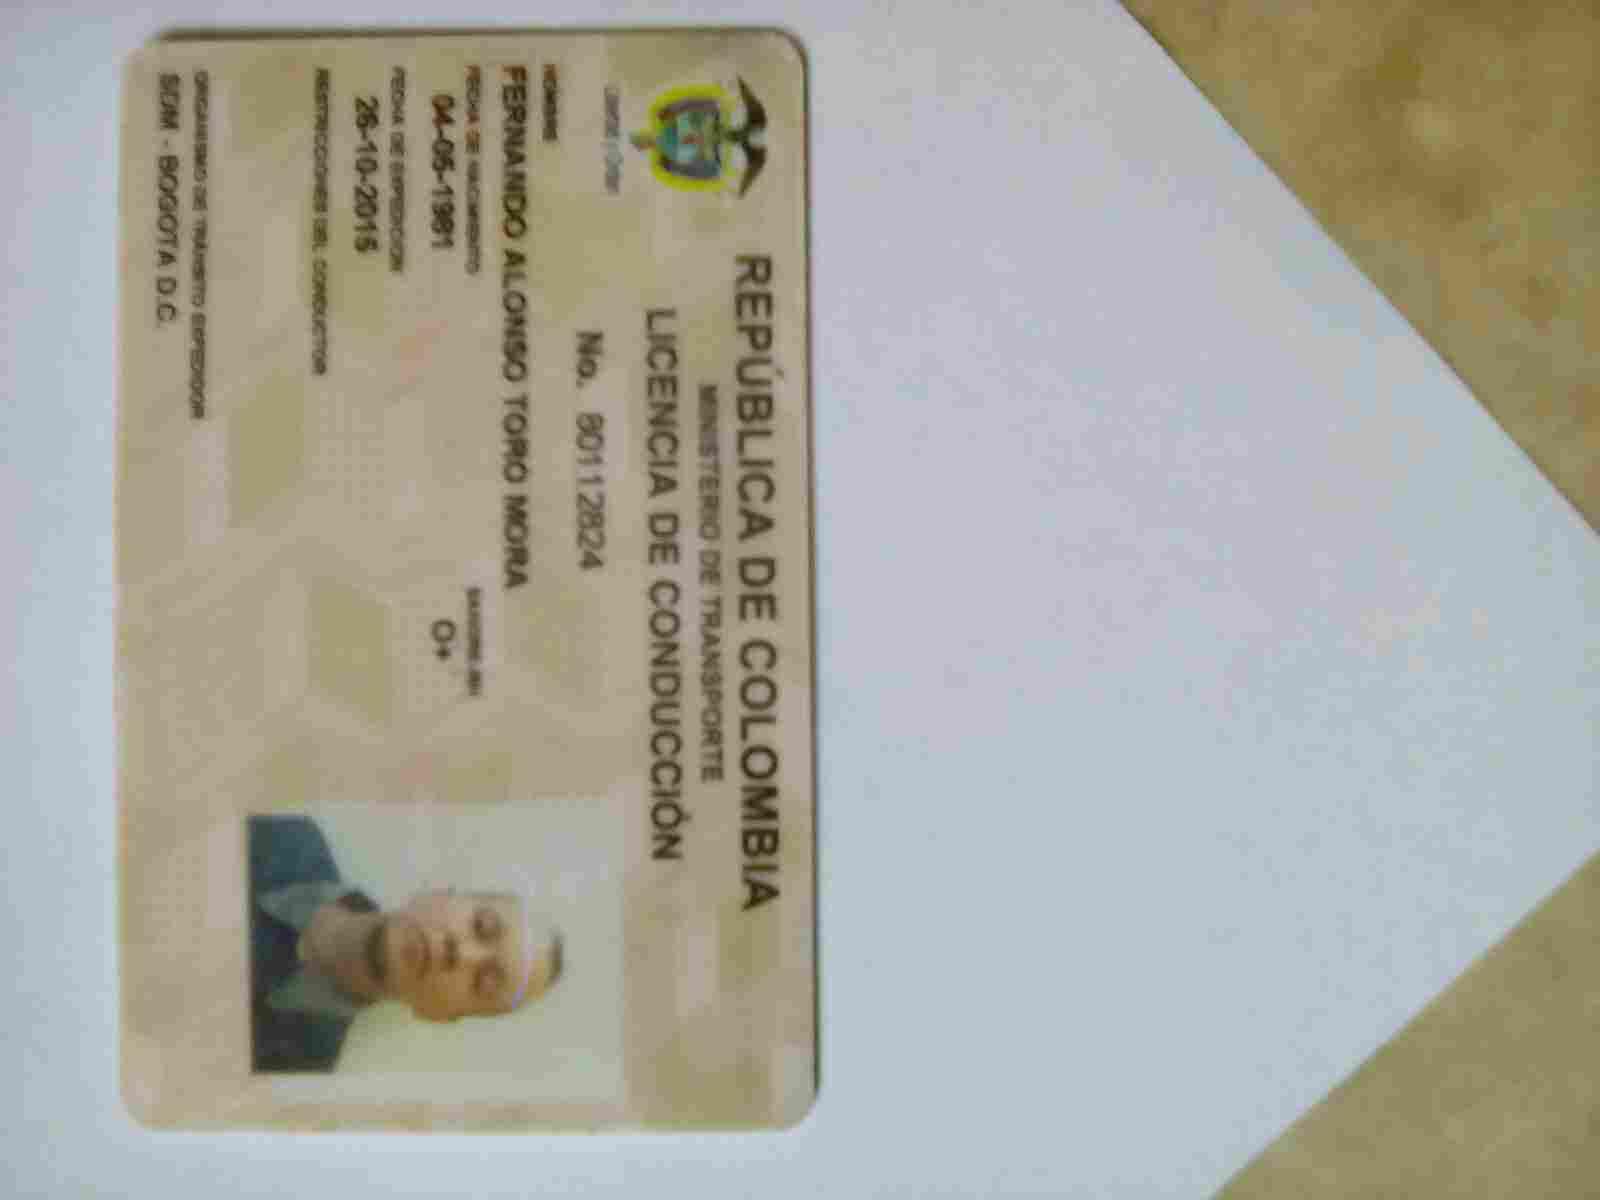 REPÚBLICA DE COLOMBIA
MINISTERIO DE TRANSPORTE
LICENCIA DE CONDUCCIÓN
No. 80112824
NOMBRE
FERNANDO ALONSO TORO MORA
FECHA DE NACIMIENTO
04-05-1981
SANGRE-RH
O+
FECHA DE EXPEDICION
26-10-2015
RESTRICCIONES DEL CONDUCTOR
ORGANISMO DE TRÁNSITO EXPEDIDOR
SDM - BOGOTA D.C.